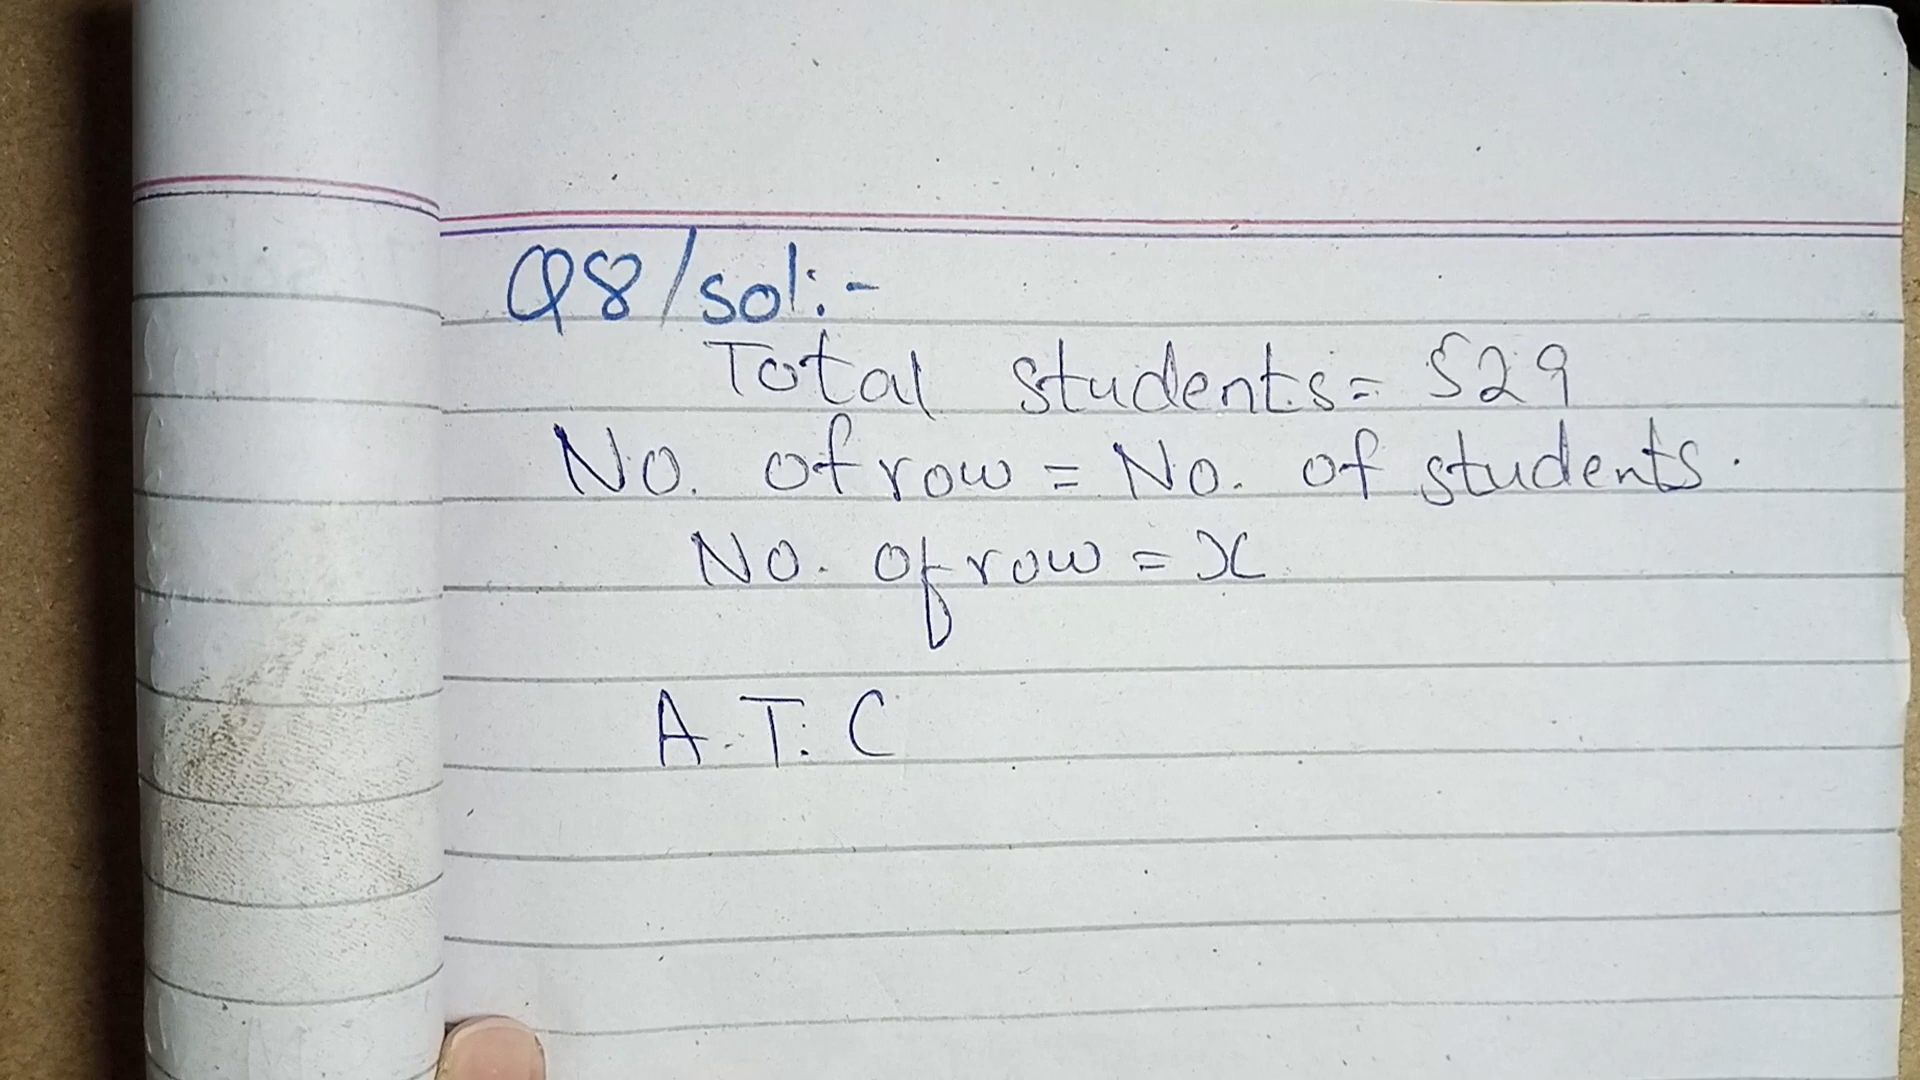 Q8/sol:-
Total students= 529
No. of row = No. of students.
No. of row = x
A.T.C